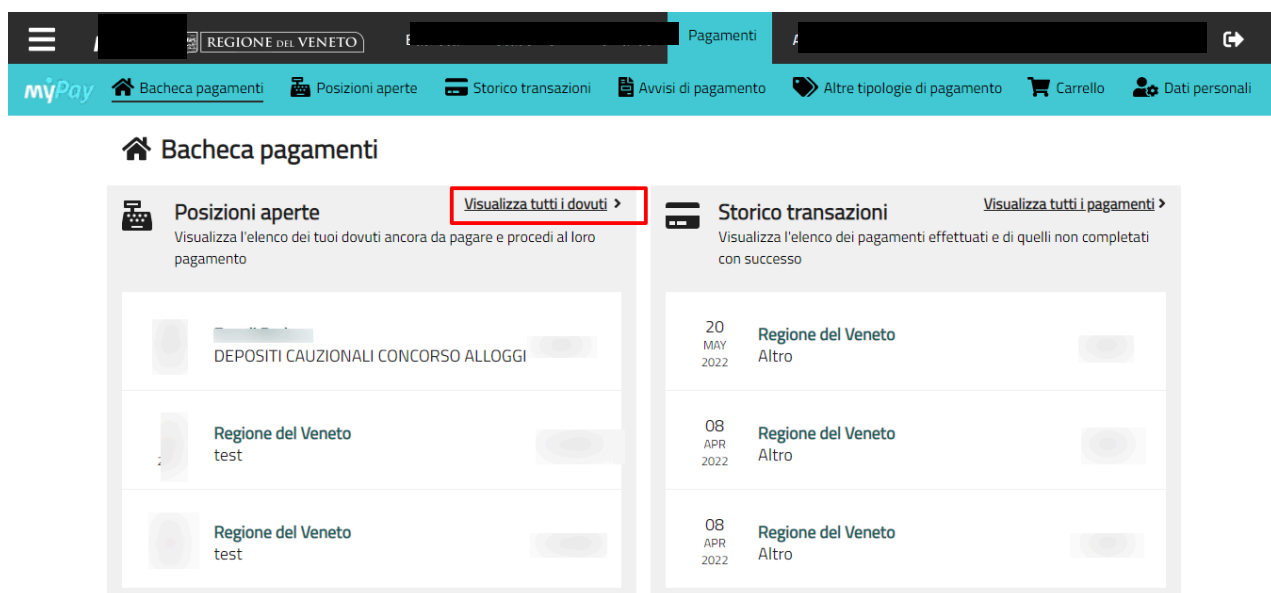 REGIONE DEL VENETO
Pagamenti
mýPay Bacheca pagamenti Posizioni aperte Storico transazioni Avvisi di pagamento Altre tipologie di pagamento Carrello Dati personali
Bacheca pagamenti
Posizioni aperte
Visualizza tutti i dovuti
Visualizza l'elenco dei tuoi dovuti ancora da pagare e procedi al loro
pagamento
DEPOSITI CAUZIONALI CONCORSO ALLOGGI
Regione del Veneto
test
Regione del Veneto
test
Storico transazioni
Visualizza tutti i pagamenti
Visualizza l'elenco dei pagamenti effettuati e di quelli non completati
con successo
20
MAY
2022
Regione del Veneto
Altro
08
APR
2022
Regione del Veneto
Altro
08
APR
2022
Regione del Veneto
Altro